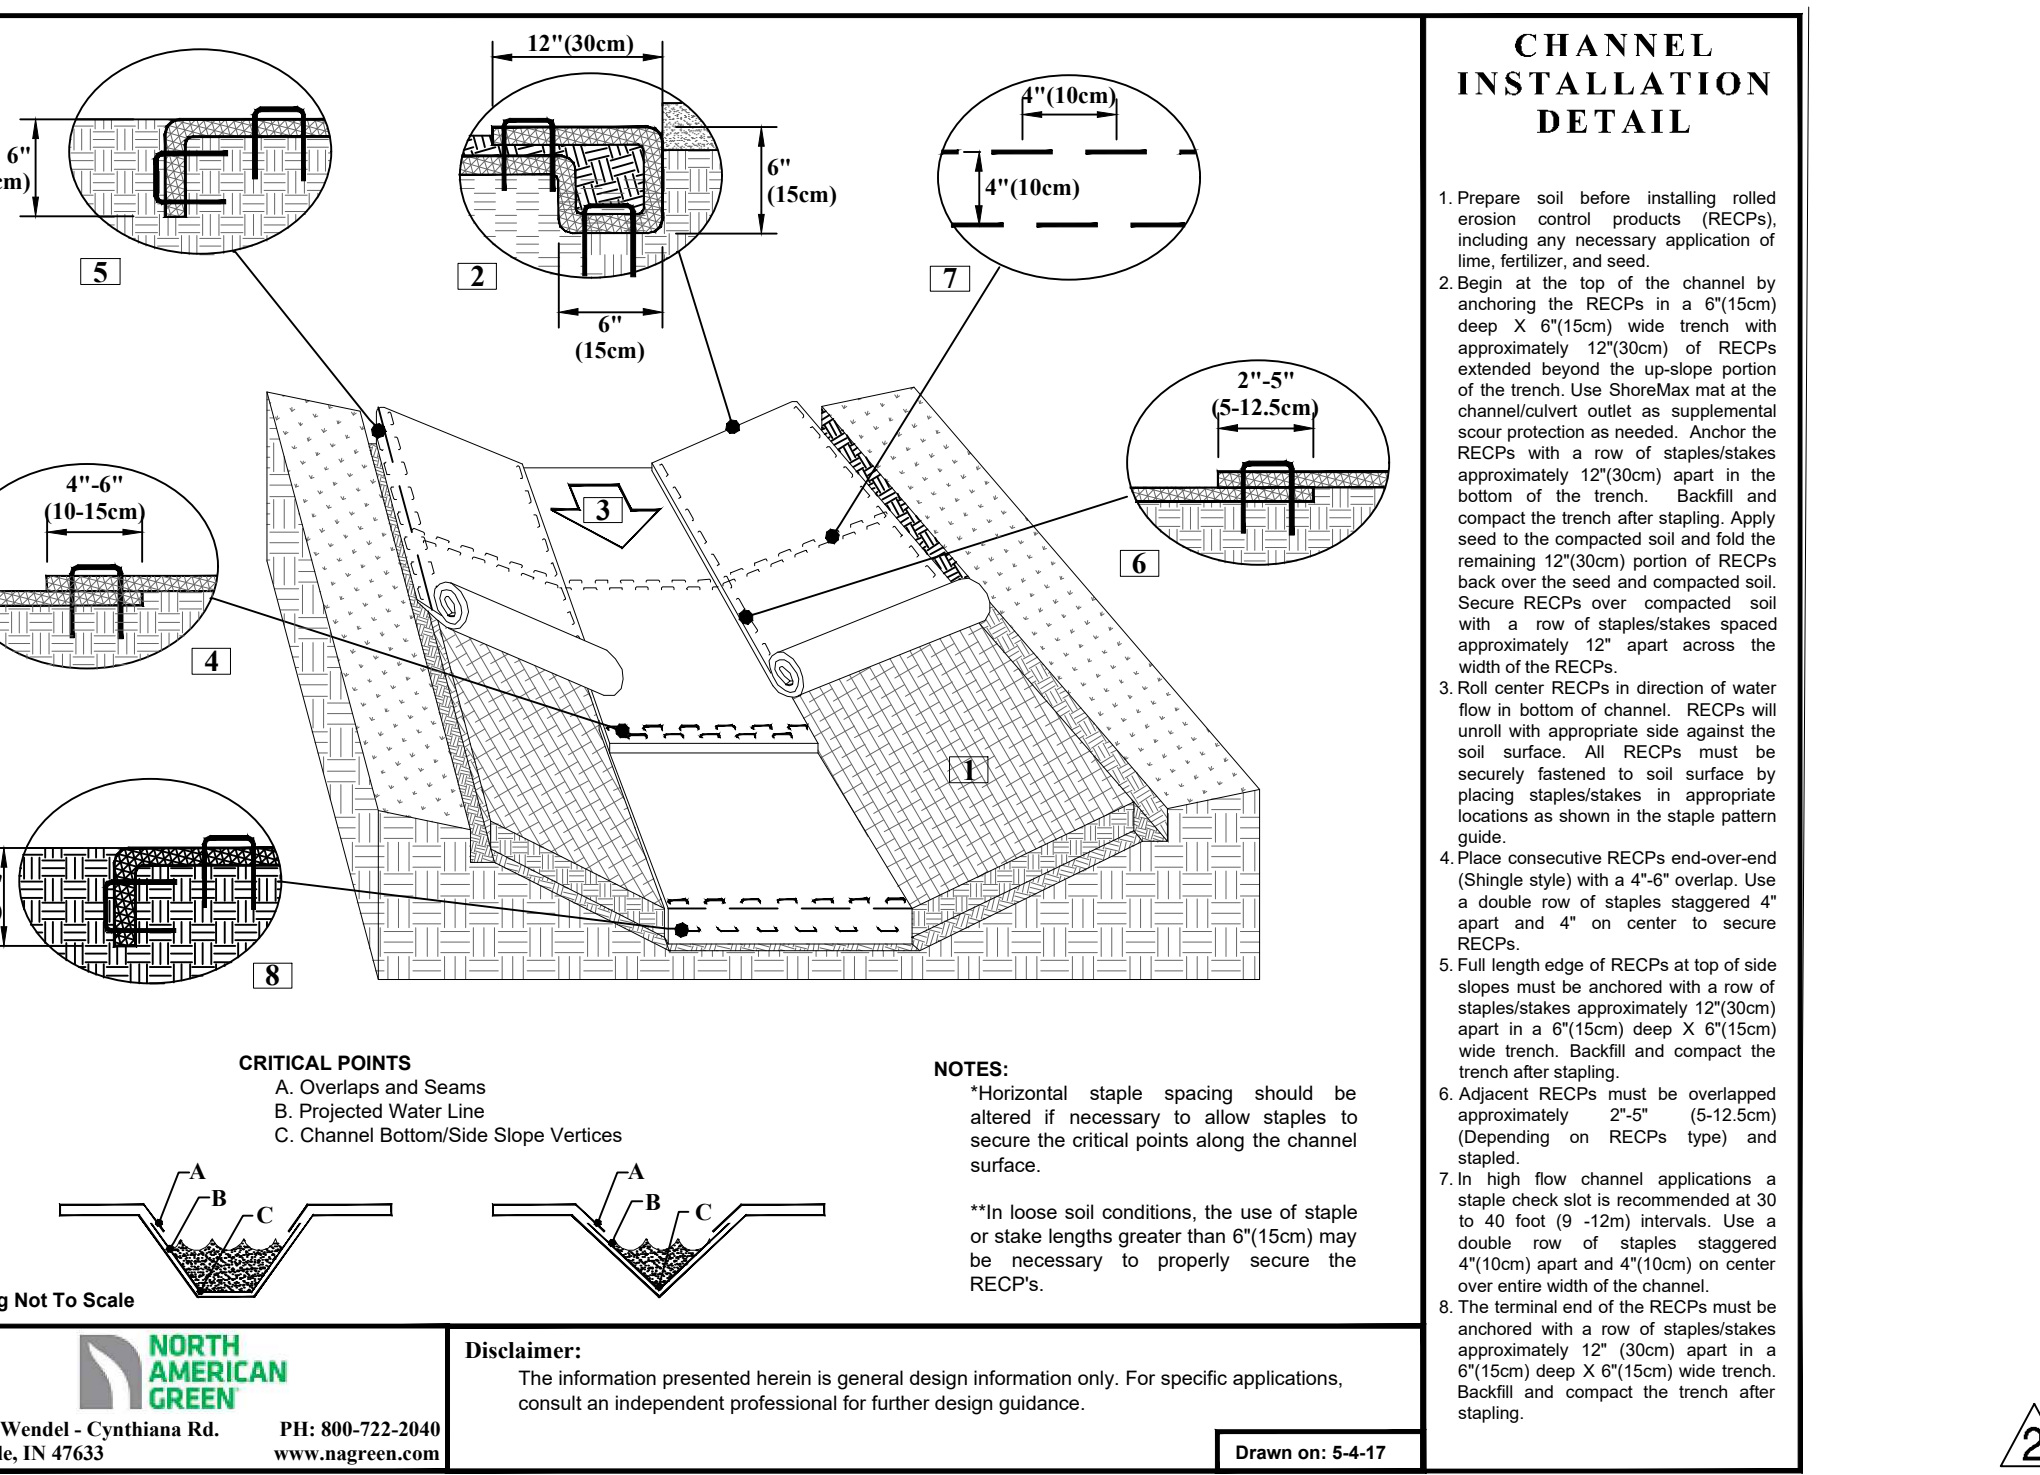 12"(30cm)
6"
cm)
5
6"
(15cm)
2
6"
(15cm)
4"(10cm)
4"(10cm)
7
2"-5"
(5-12.5cm)
6
3
4"-6"
(10-15cm)
4
1
8
CRITICAL POINTS
A. Overlaps and Seams
B. Projected Water Line
C. Channel Bottom/Side Slope Vertices
A
B
C
A
B
C
g Not To Scale
NOTES:
*Horizontal staple spacing should be
altered if necessary to allow staples to
secure the critical points along the channel
surface.
**In loose soil conditions, the use of staple
or stake lengths greater than 6"(15cm) may
be necessary to properly secure the
RECP's.
NORTH
AMERICAN
GREEN
Wendel - Cynthiana Rd.
le, IN 47633
PH: 800-722-2040
www.nagreen.com
Disclaimer:
The information presented herein is general design information only. For specific applications,
consult an independent professional for further design guidance.
Drawn on: 5-4-17
CHANNEL
INSTALLATION
DETAIL
1. Prepare soil before installing rolled
erosion control products (RECPs),
including any necessary application of
lime, fertilizer, and seed.
2. Begin at the top of the channel by
anchoring the RECPs in a 6"(15cm)
deep X 6"(15cm) wide trench with
approximately 12"(30cm) of RECPs
extended beyond the up-slope portion
of the trench. Use ShoreMax mat at the
channel/culvert outlet as supplemental
scour protection as needed. Anchor the
RECPs with a row of staples/stakes
approximately 12"(30cm) apart in the
bottom of the trench. Backfill and
compact the trench after stapling. Apply
seed to the compacted soil and fold the
remaining 12"(30cm) portion of RECPs
back over the seed and compacted soil.
Secure RECPs over compacted soil
with a row of staples/stakes spaced
approximately 12" apart across the
width of the RECPs.
3. Roll center RECPs in direction of water
flow in bottom of channel. RECPs will
unroll with appropriate side against the
soil surface. All RECPs must be
securely fastened to soil surface by
placing staples/stakes in appropriate
locations as shown in the staple pattern
guide.
4. Place consecutive RECPs end-over-end
(Shingle style) with a 4"-6" overlap. Use
a double row of staples staggered 4"
apart and 4" on center to secure
RECPs.
5. Full length edge of RECPs at top of side
slopes must be anchored with a row of
staples/stakes approximately 12"(30cm)
apart in a 6"(15cm) deep X 6"(15cm)
wide trench. Backfill and compact the
trench after stapling.
6. Adjacent RECPs must be overlapped
approximately 2"-5" (5-12.5cm)
(Depending on RECPs type) and
stapled.
7. In high flow channel applications a
staple check slot is recommended at 30
to 40 foot (9 -12m) intervals. Use a
double row of staples staggered
4"(10cm) apart and 4"(10cm) on center
over entire width of the channel.
8. The terminal end of the RECPs must be
anchored with a row of staples/stakes
approximately 12" (30cm) apart in a
6"(15cm) deep X 6"(15cm) wide trench.
Backfill and compact the trench after
stapling.
2